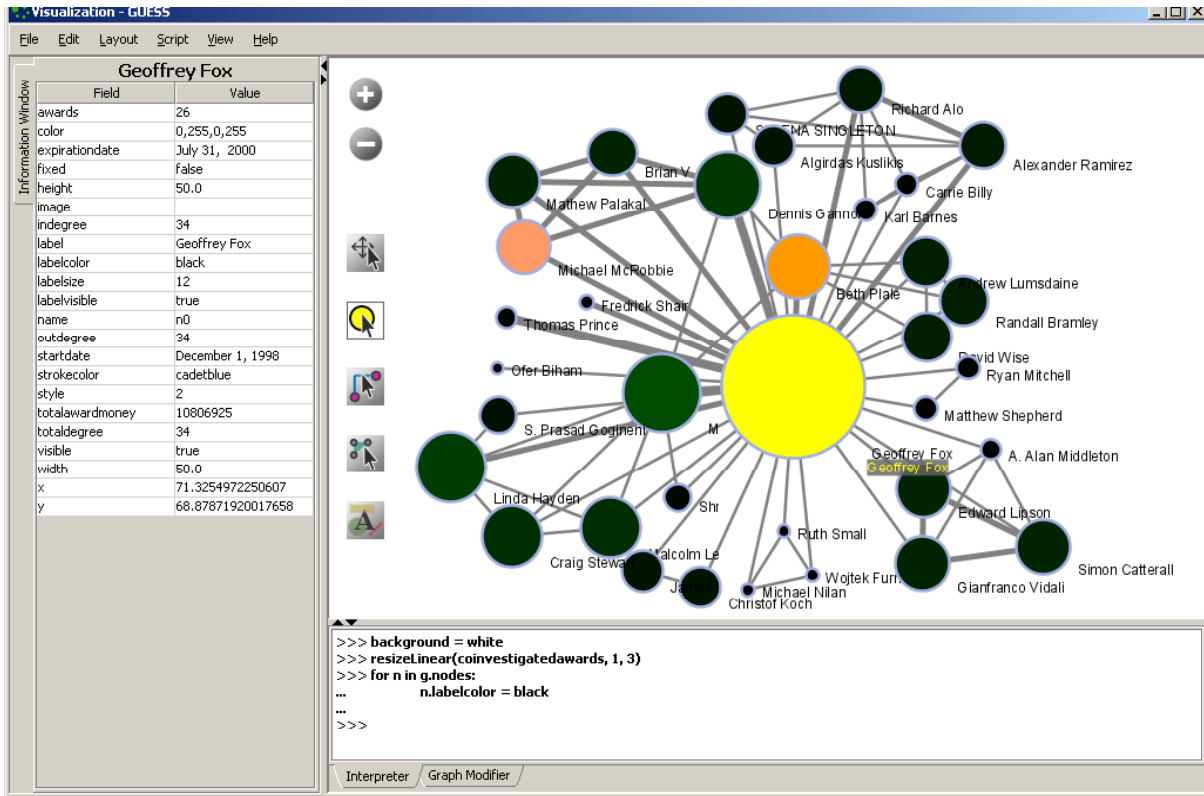 Visualization - GUESS
File Edit Layout Script View Help
Information Window
Geoffrey Fox
Field Value
awards 26
color 0,255,0,255
expirationdate July 31, 2000
fixed false
height 50.0
image
indegree 34
label Geoffrey Fox
labelcolor black
labelsize 12
labelvisible true
name n0
outdegree 34
startdate December 1, 1998
strokecolor cadetblue
style 2
totalawardmoney 10806925
totaldegree 34
visible true
width 50.0
x 71.3254972250607
y 68.87871920017658
Richard Alo
SINGLETON
Algirdas Kuslikis
Alexander Ramirez
Brian V
Carrie Billy
Mathew Palakal
Dennis Gannon
Karl Barnes
Michael McRobbie
Beth Plale
Andrew Lumsdaine
Fredrick Shair
Thomas Prince
Randall Bramley
David Wise
Ofer Biham
Ryan Mitchell
Matthew Shepherd
S. Prasad Gogineni
M
Geoffrey Fox
Geoffrey Fox
A. Alan Middleton
Linda Hayden
Shr
Edward Lipson
Ruth Small
Craig Stewart
Malcolm Le
Simon Catterall
James
Wojtek Furm
Michael Nilan
Gianfranco Vidali
Christof Koch
>>> background = white
>>> resizeLinear(coinvestigatedawards, 1, 3)
>>> for n in g.nodes:
... n.labelcolor = black
...
>>>
Interpreter Graph Modifier